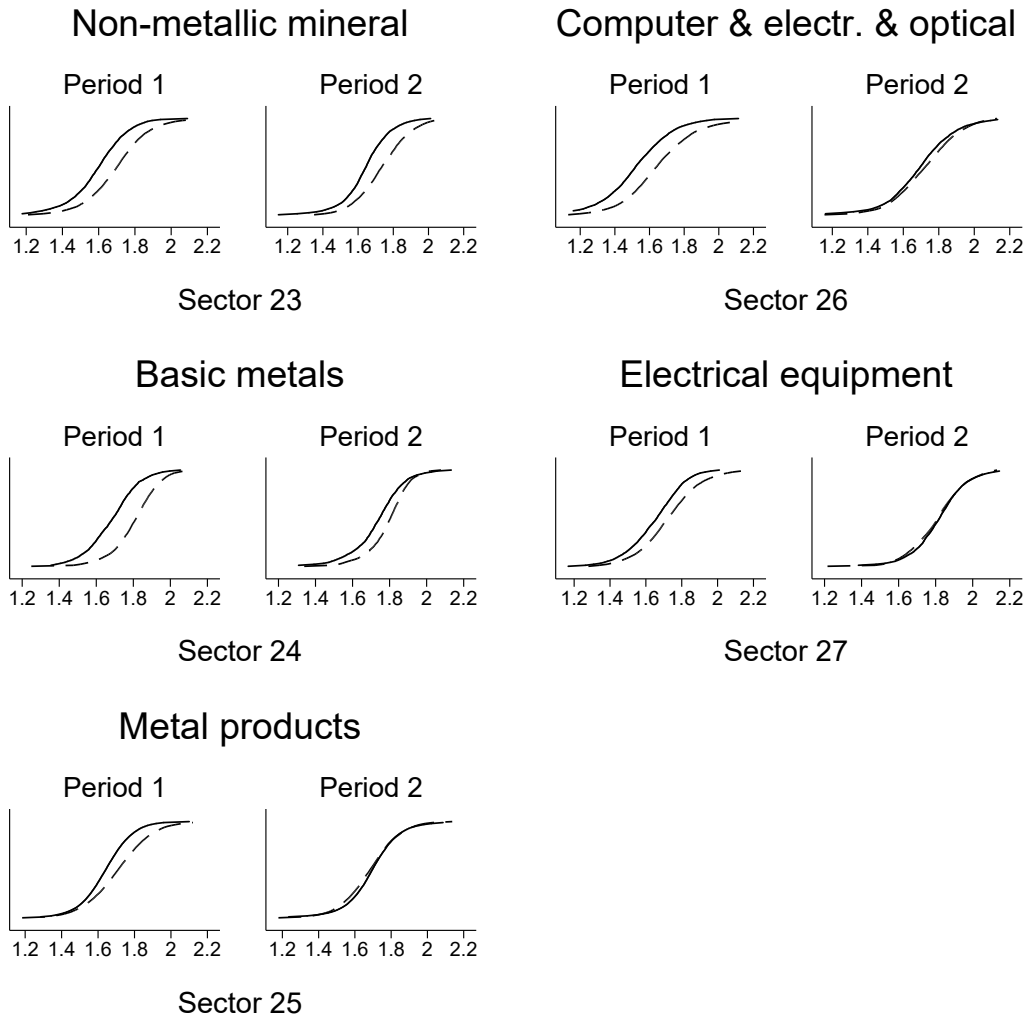 Non-metallic mineral
Period 1
1.2 1.4 1.6 1.8 2 2.2
Period 2
1.2 1.4 1.6 1.8 2 2.2
Sector 23
Computer & electr. & optical
Period 1
1.2 1.4 1.6 1.8 2 2.2
Period 2
1.2 1.4 1.6 1.8 2 2.2
Sector 26
Basic metals
Period 1
1.2 1.4 1.6 1.8 2 2.2
Period 2
1.2 1.4 1.6 1.8 2 2.2
Sector 24
Electrical equipment
Period 1
1.2 1.4 1.6 1.8 2 2.2
Period 2
1.2 1.4 1.6 1.8 2 2.2
Sector 27
Metal products
Period 1
1.2 1.4 1.6 1.8 2 2.2
Period 2
1.2 1.4 1.6 1.8 2 2.2
Sector 25